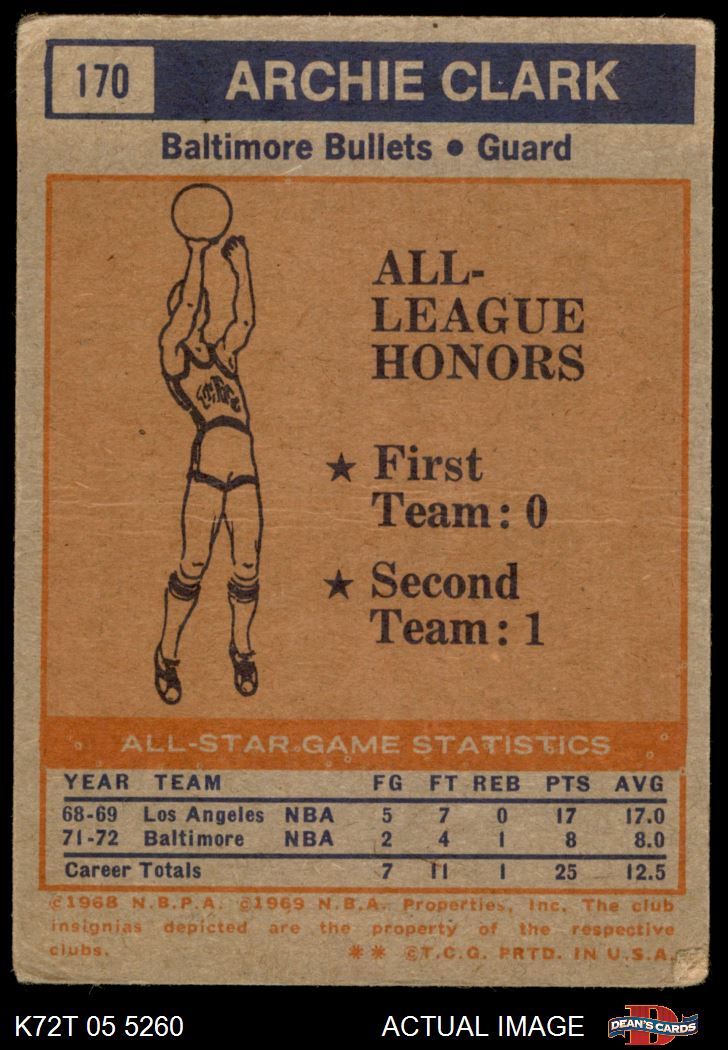 170 ARCHIE CLARK
Baltimore Bullets • Guard
ALL-
LEAGUE
HONORS
★ First
Team: 0
★ Second
Team: 1
ALL-STAR GAME STATISTICS
YEAR TEAM FG FT REB PTS AVG
68-69 Los Angeles NBA 5 7 0 17 17.0
71-72 Baltimore NBA 2 4 1 8 8.0
Career Totals 7 11 1 25 12.5
©1968 N.B.P.A. ©1969 N.B.A. Properties, Inc. The club
insignias depicted are the property of the respective
clubs. ** ©T.C.G. PRTD. IN U.S.A.
K72T 05 5260 ACTUAL IMAGE DEAN'S CARDS